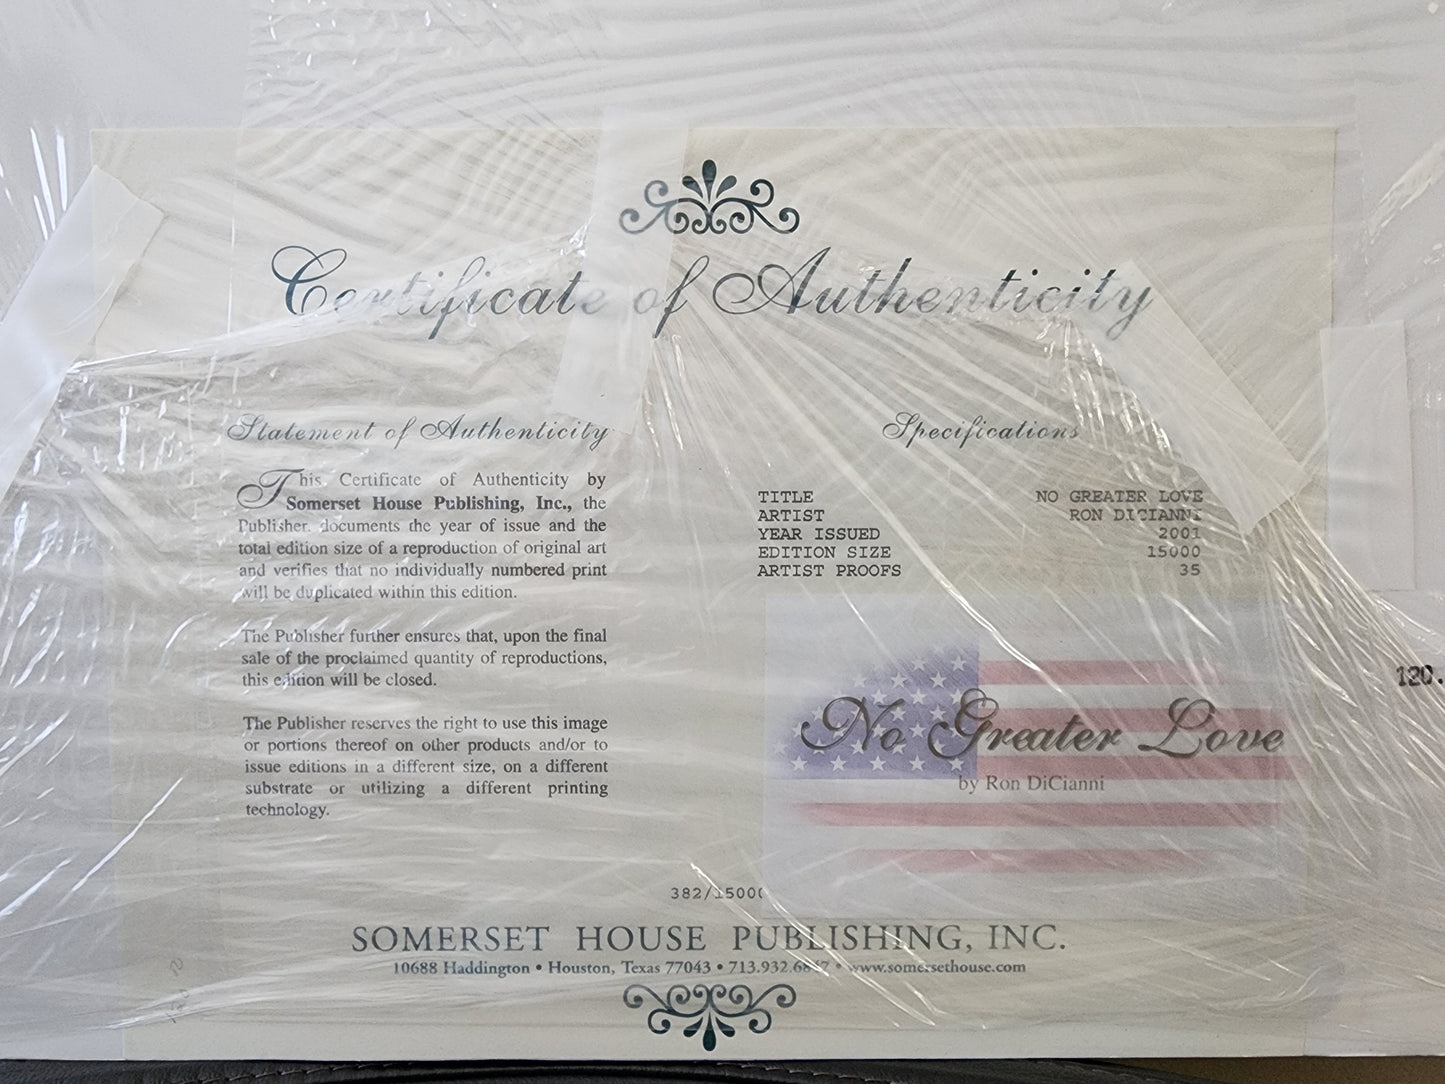 Certificate of Authenticity
Statement of Authenticity
This Certificate of Authenticity by
Somerset House Publishing, Inc., the
Publisher, documents the year of issue and the
total edition size of a reproduction of original art
and verifies that no individually numbered print
will be duplicated within this edition.
The Publisher further ensures that, upon the final
sale of the proclaimed quantity of reproductions,
this edition will be closed.
The Publisher reserves the right to use this image
or portions thereof on other products and/or to
issue editions in a different size, on a different
substrate or utilizing a different printing
technology.
Specifications
TITLE NO GREATER LOVE
ARTIST RON DICIANNI
YEAR ISSUED 2001
EDITION SIZE 15000
ARTIST PROOFS 35
No Greater Love
by Ron DiCianni
120.
382/15000
SOMERSET HOUSE PUBLISHING, INC.
10688 Haddington • Houston, Texas 77043 • • www.somersethouse.com